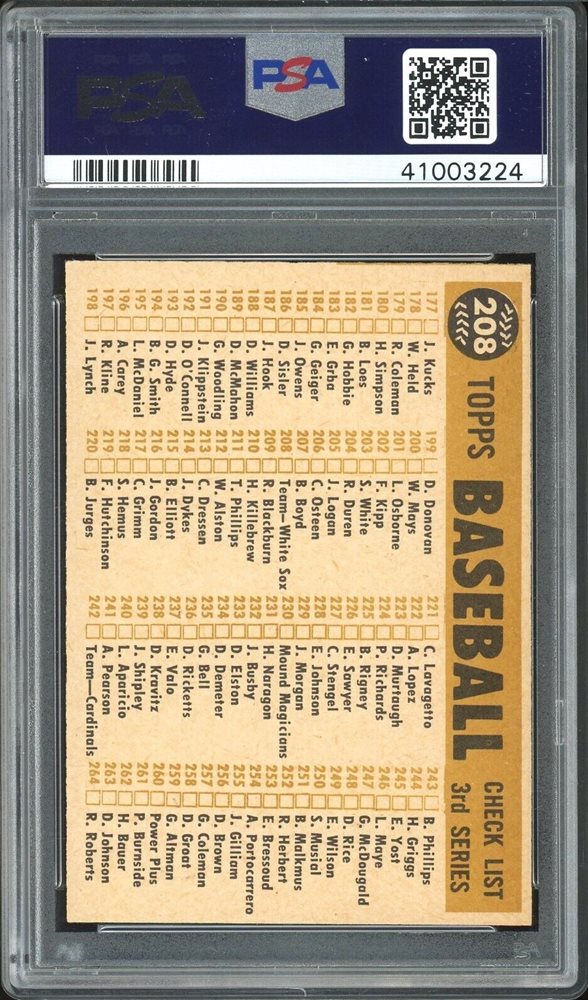 PSA
PSA
41003224
208 TOPPS BASEBALL CHECK LIST
3rd SERIES
177 J. Kucks
178 W. Held
179 R. Coleman
180 H. Simpson
181 B. Loes
182 G. Hobbie
183 E. Grba
184 G. Geiger
185 J. Owens
186 D. Sisler
187 J. Hook
188 D. Williams
189 D. McMahon
190 G. Woodling
191 J. Klippstein
192 D. O'Connell
193 D. Hyde
194 B. G. Smith
195 L. McDaniel
196 A. Carey
197 R. Kline
198 J. Lynch
199 D. Donovan
200 W. Mays
201 L. Osborne
202 F. Kipp
203 S. White
204 R. Duren
205 J. Logan
206 C. Osteen
207 B. Boyd
208 Team—White Sox
209 R. Blackburn
210 H. Killebrew
211 T. Phillips
212 W. Alston
213 C. Dressen
214 J. Dykes
215 B. Elliott
216 J. Gordon
217 C. Grimm
218 S. Hemus
219 F. Hutchinson
220 B. Jurges
221 C. Lavagetto
222 A. Lopez
223 D. Murtaugh
224 P. Richards
225 B. Rigney
226 E. Sawyer
227 C. Stengel
228 E. Johnson
229 J. Morgan
230 Mound Magicians
231 H. Naragon
232 J. Busby
233 D. Elston
234 D. Demeter
235 G. Bell
236 D. Ricketts
237 E. Valo
238 D. Kravitz
239 J. Shipley
240 L. Aparicio
241 A. Pearson
242 Team—Cardinals
243 B. Phillips
244 H. Griggs
245 E. Yost
246 L. Maye
247 G. McDougald
248 D. Rice
249 E. Wilson
250 S. Musial
251 B. Malkmus
252 R. Herbert
253 E. Bressoud
254 A. Portocarrero
255 J. Gilliam
256 D. Brown
257 G. Coleman
258 D. Groat
259 G. Altman
260 Power Plus
261 P. Burnside
262 H. Bauer
263 D. Johnson
264 R. Roberts